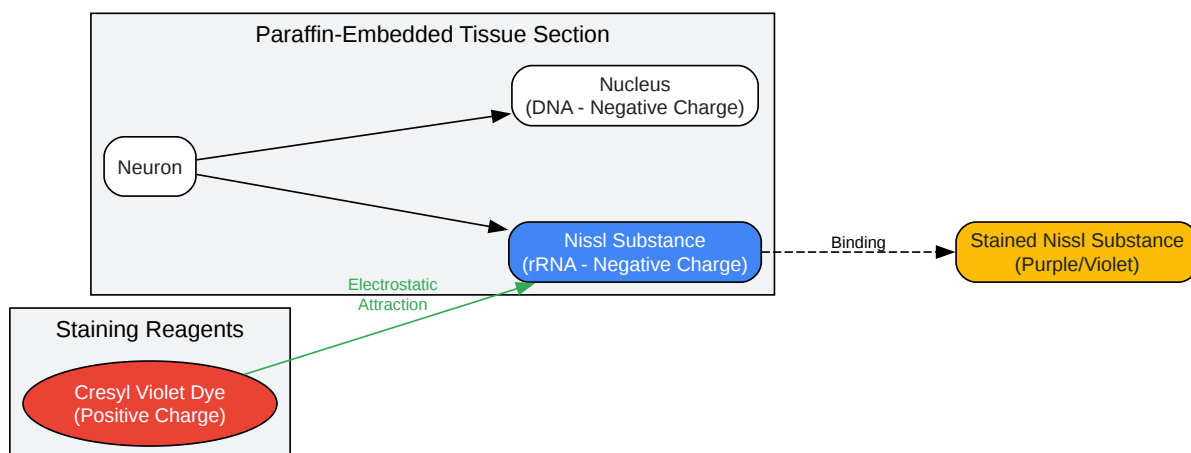 Paraffin-Embedded Tissue Section
Nucleus
(DNA - Negative Charge)
Neuron
Nissl Substance
(rRNA - Negative Charge)
Binding
Stained Nissl Substance
(Purple/Violet)
Electrostatic
Attraction
Staining Reagents
Cresyl Violet Dye
(Positive Charge)